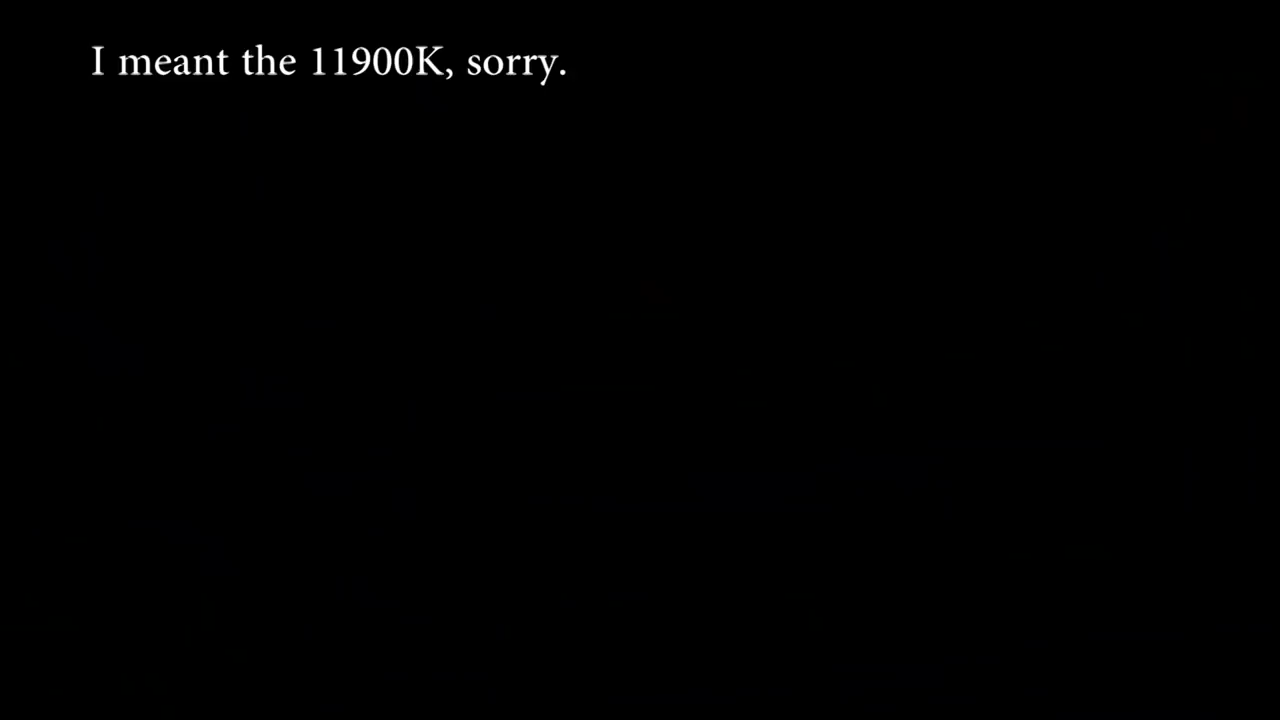 I meant the 11900K, sorry.